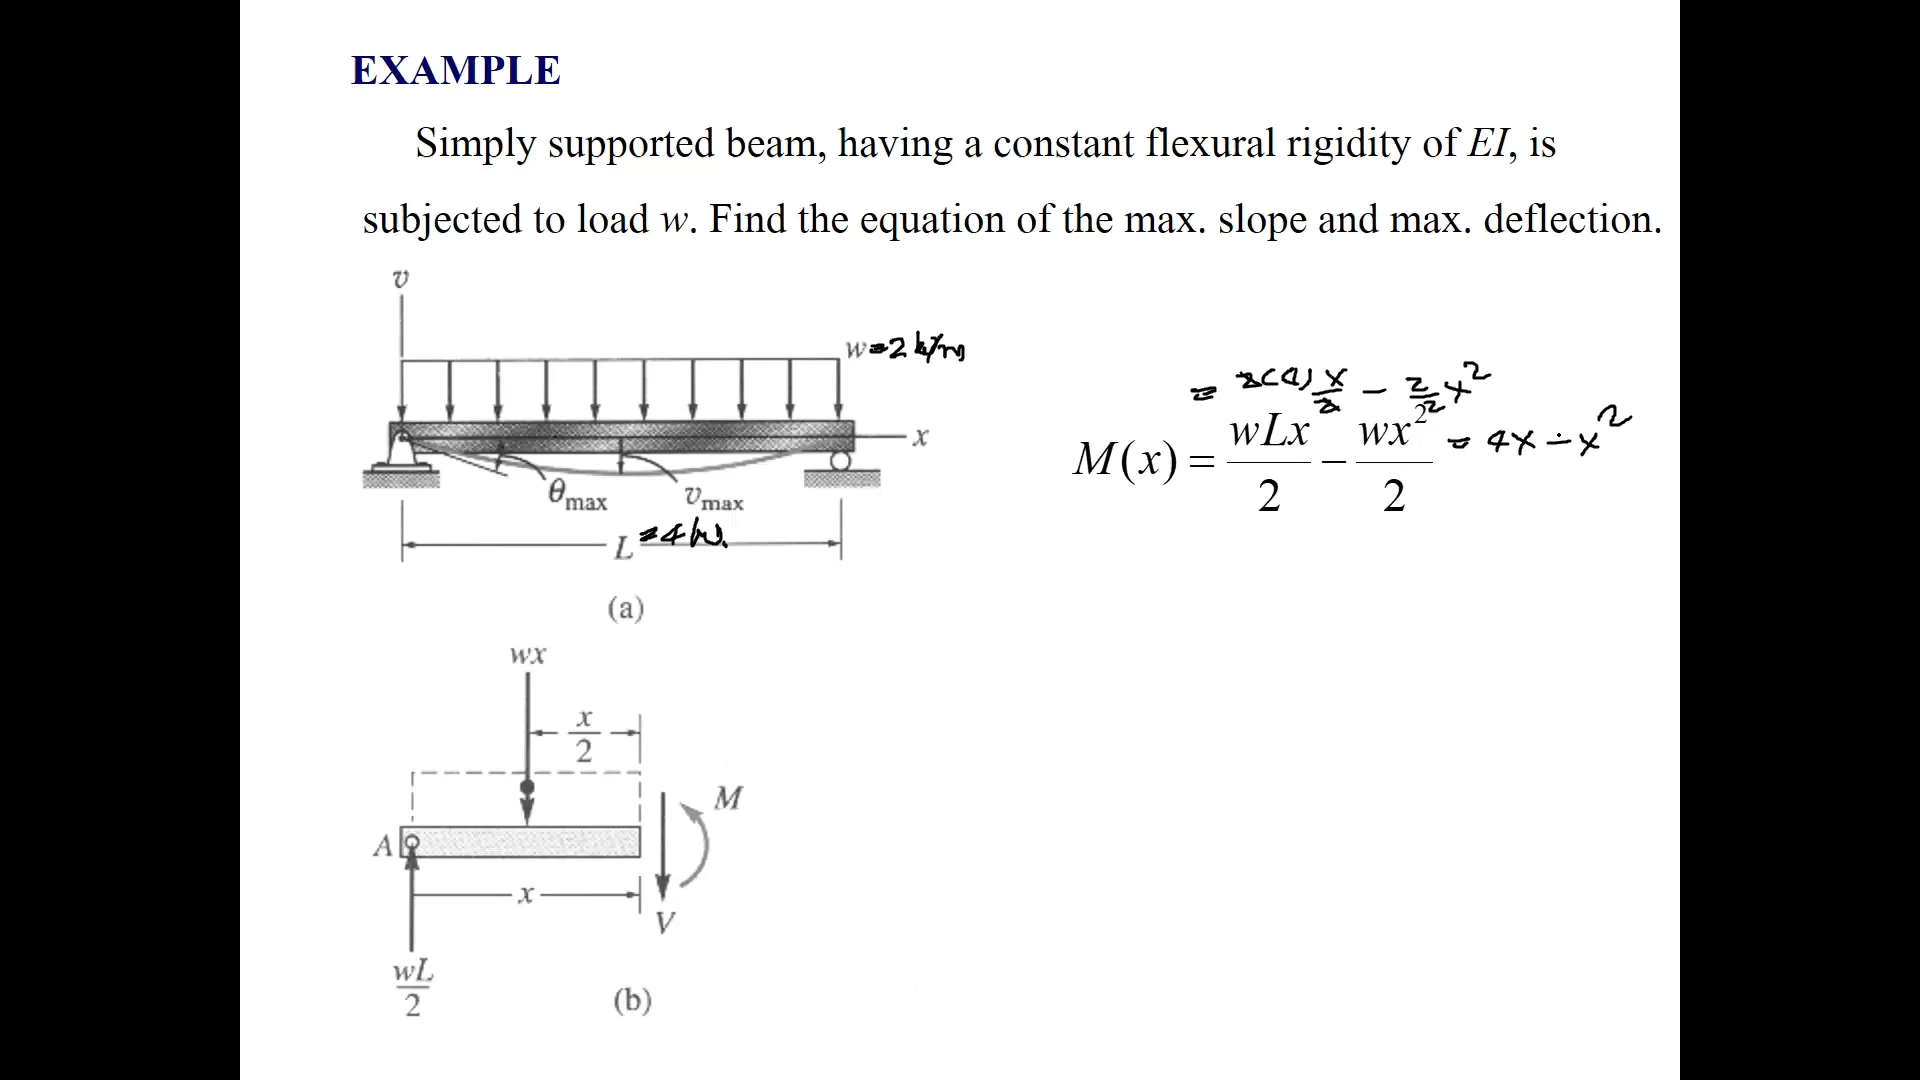 EXAMPLE
Simply supported beam, having a constant flexural rigidity of EI, is
subjected to load w. Find the equation of the max. slope and max. deflection.
v
w = 2 k/m
x
θmax
vmax
L = 4 m.
(a)
= 2(4) x/2 - 2/2 x²
M(x) = wLx/2 − wx²/2 = 4x - x²
wx
x/2
M
A
x
V
wL/2
(b)